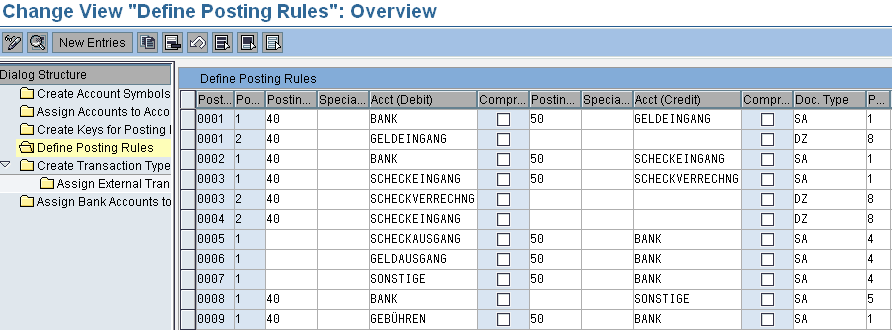 Change View "Define Posting Rules": Overview
New Entries
Dialog Structure
Create Account Symbols
Assign Accounts to Acco
Create Keys for Posting I
Define Posting Rules
Create Transaction Type
Assign External Tran
Assign Bank Accounts to
Define Posting Rules
Post... Po... Postin... Specia... Acct (Debit) Compr... Postin... Specia... Acct (Credit) Compr... Doc. Type P...
0001 1 40 BANK 50 GELDEINGANG SA 1
0001 2 40 GELDEINGANG DZ 8
0002 1 40 BANK 50 SCHECKEINGANG SA 1
0003 1 40 SCHECKEINGANG 50 SCHECKVERRECHNG SA 1
0003 2 40 SCHECKVERRECHNG DZ 8
0004 2 40 SCHECKEINGANG DZ 8
0005 1 SCHECKAUSGANG 50 BANK SA 4
0006 1 GELDAUSGANG 50 BANK SA 4
0007 1 SONSTIGE 50 BANK SA 4
0008 1 40 BANK SONSTIGE SA 5
0009 1 40 GEBÜHREN 50 BANK SA 1